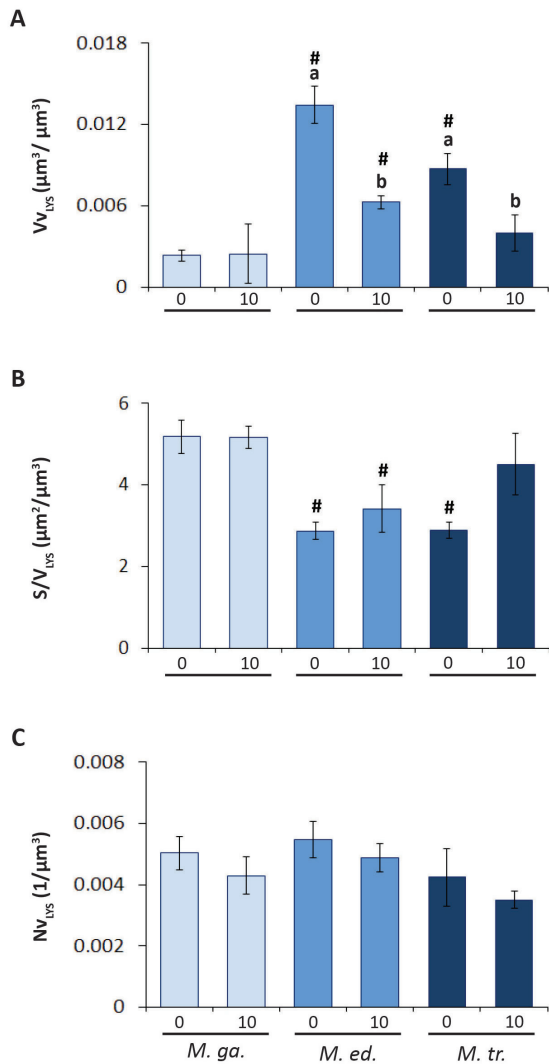 A
Vv_LYS (μm³/ μm³)
0.018
0.012
0.006
0
#
a
#
b
#
a
b
0 10 0 10 0 10
B
S/V_LYS (μm²/μm³)
6
4
2
0
#
#
#
0 10 0 10 0 10
C
Nv_LYS (1/μm³)
0.008
0.006
0.004
0.002
0
0 10 0 10 0 10
M. ga. M. ed. M. tr.